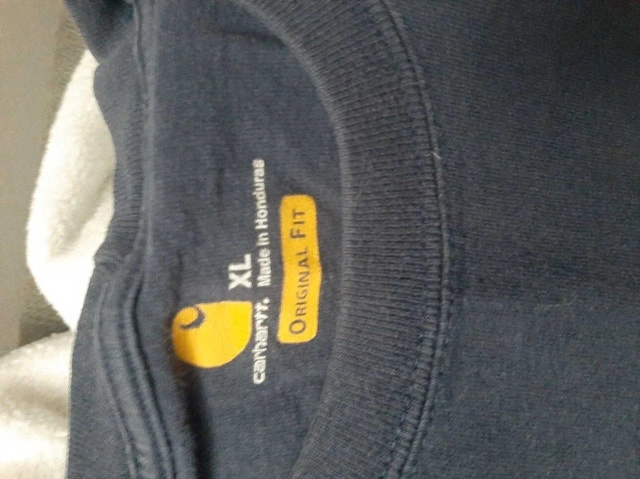 XL
carhartt. Made in Honduras
ORIGINAL FIT